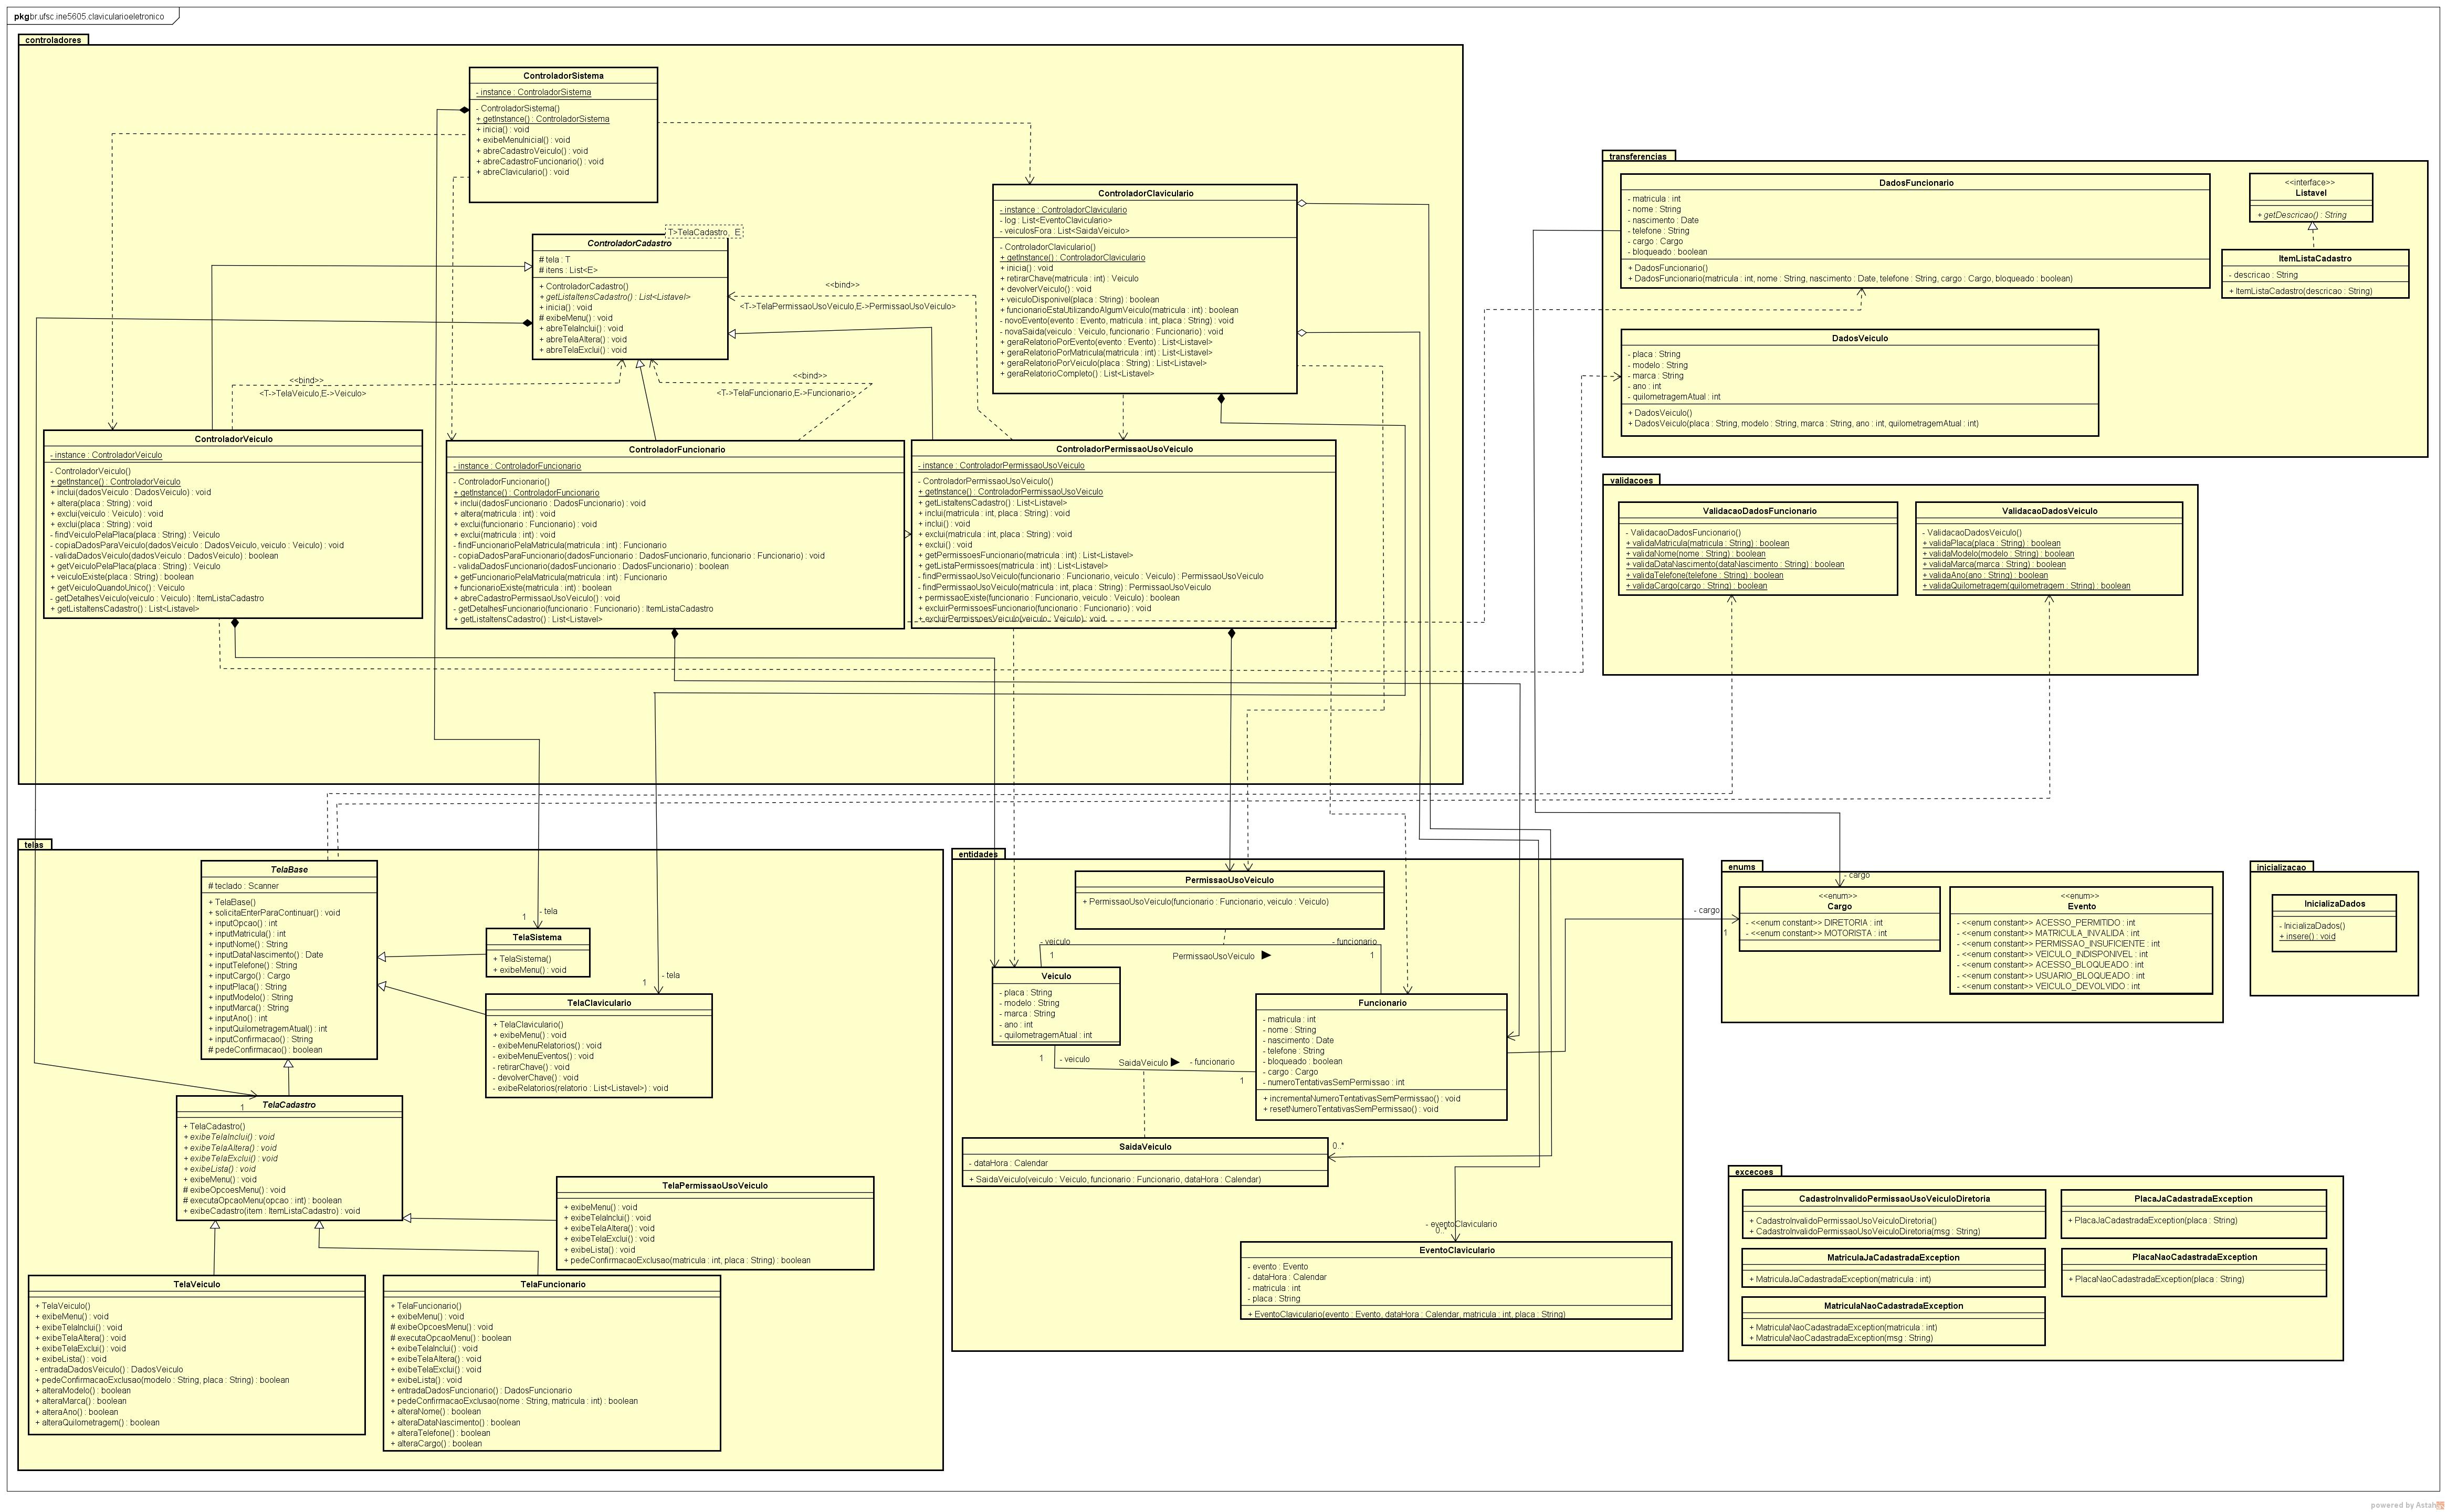 pkg br.ufsc.ine5605.claviculario​eletronico
controladores
ControladorSistema
- instance : ControladorSistema
- ControladorSistema()
+ getInstance() : ControladorSistema
+ inicia() : void
+ exibeMenuInicial() : void
+ abreCadastroVeiculo() : void
+ abreCadastroFuncionario() : void
+ abreClaviculario() : void
T>TelaCadastro, E
ControladorCadastro
# tela : T
# itens : List<E>
+ ControladorCadastro()
+ getListaItensCadastro() : List<Listavel>
+ inicia() : void
# exibeMenu() : void
+ abreTelaInclui() : void
+ abreTelaAltera() : void
+ abreTelaExclui() : void
ControladorClaviculario
- instance : ControladorClaviculario
- log : List<EventoClaviculario>
- veiculosFora : List<SaidaVeiculo>
- ControladorClaviculario()
+ getInstance() : ControladorClaviculario
+ inicia() : void
+ retirarChave(matricula : int) : Veiculo
+ devolverVeiculo() : void
+ veiculoDisponivel(placa : String) : boolean
+ funcionarioEstaUtilizandoAlgumVeiculo(matricula : int) : boolean
- novoEvento(evento : Evento, matricula : int, placa : String) : void
- novaSaida(veiculo : Veiculo, funcionario : Funcionario) : void
+ geraRelatorioPorEvento(evento : Evento) : List<Listavel>
+ geraRelatorioPorMatricula(matricula : int) : List<Listavel>
+ geraRelatorioPorVeiculo(placa : String) : List<Listavel>
+ geraRelatorioCompleto() : List<Listavel>
<<bind>>
<T->TelaPermissaoUsoVeiculo,E->PermissaoUsoVeiculo>
<<bind>>
<T->TelaVeiculo,E->Veiculo>
<<bind>>
<T->TelaFuncionario,E->Funcionario>
ControladorVeiculo
- instance : ControladorVeiculo
- ControladorVeiculo()
+ getInstance() : ControladorVeiculo
+ inclui(dadosVeiculo : DadosVeiculo) : void
+ altera(placa : String) : void
+ exclui(veiculo : Veiculo) : void
+ exclui(placa : String) : void
- findVeiculoPelaPlaca(placa : String) : Veiculo
- copiaDadosParaVeiculo(dadosVeiculo : DadosVeiculo, veiculo : Veiculo) : void
- validaDadosVeiculo(dadosVeiculo : DadosVeiculo) : boolean
+ getVeiculoPelaPlaca(placa : String) : Veiculo
+ veiculoExiste(placa : String) : boolean
+ getVeiculoQuandoUnico() : Veiculo
- getDetalhesVeiculo(veiculo : Veiculo) : ItemListaCadastro
+ getListaItensCadastro() : List<Listavel>
ControladorFuncionario
- instance : ControladorFuncionario
- ControladorFuncionario()
+ getInstance() : ControladorFuncionario
+ inclui(dadosFuncionario : DadosFuncionario) : void
+ altera(matricula : int) : void
+ exclui(funcionario : Funcionario) : void
+ exclui(matricula : int) : void
- findFuncionarioPelaMatricula(matricula : int) : Funcionario
- copiaDadosParaFuncionario(dadosFuncionario : DadosFuncionario, funcionario : Funcionario) : void
- validaDadosFuncionario(dadosFuncionario : DadosFuncionario) : boolean
+ getFuncionarioPelaMatricula(matricula : int) : Funcionario
+ funcionarioExiste(matricula : int) : boolean
+ abreCadastroPermissaoUsoVeiculo() : void
- getDetalhesFuncionario(funcionario : Funcionario) : ItemListaCadastro
+ getListaItensCadastro() : List<Listavel>
ControladorPermissaoUsoVeiculo
- instance : ControladorPermissaoUsoVeiculo
- ControladorPermissaoUsoVeiculo()
+ getInstance() : ControladorPermissaoUsoVeiculo
+ getListaItensCadastro() : List<Listavel>
+ inclui(matricula : int, placa : String) : void
+ inclui() : void
+ exclui(matricula : int, placa : String) : void
+ exclui() : void
+ getPermissoesFuncionario(matricula : int) : List<Listavel>
+ getListaPermissoes(matricula : int) : List<Listavel>
- findPermissaoUsoVeiculo(funcionario : Funcionario, veiculo : Veiculo) : PermissaoUsoVeiculo
- findPermissaoUsoVeiculo(matricula : int, placa : String) : PermissaoUsoVeiculo
+ permissaoExiste(funcionario : Funcionario, veiculo : Veiculo) : boolean
+ excluirPermissoesFuncionario(funcionario : Funcionario) : void
+ excluirPermissoesVeiculo(veiculo : Veiculo) : void
transferencias
DadosFuncionario
- matricula : int
- nome : String
- nascimento : Date
- telefone : String
- cargo : Cargo
- bloqueado : boolean
+ DadosFuncionario()
+ DadosFuncionario(matricula : int, nome : String, nascimento : Date, telefone : String, cargo : Cargo, bloqueado : boolean)
<<interface>>
Listavel
+ getDescricao() : String
ItemListaCadastro
- descricao : String
+ ItemListaCadastro(descricao : String)
DadosVeiculo
- placa : String
- modelo : String
- marca : String
- ano : int
- quilometragemAtual : int
+ DadosVeiculo()
+ DadosVeiculo(placa : String, modelo : String, marca : String, ano : int, quilometragemAtual : int)
validacoes
ValidacaoDadosFuncionario
- ValidacaoDadosFuncionario()
+ validaMatricula(matricula : String) : boolean
+ validaNome(nome : String) : boolean
+ validaDataNascimento(dataNascimento : String) : boolean
+ validaTelefone(telefone : String) : boolean
+ validaCargo(cargo : String) : boolean
ValidacaoDadosVeiculo
- ValidacaoDadosVeiculo()
+ validaPlaca(placa : String) : boolean
+ validaModelo(modelo : String) : boolean
+ validaMarca(marca : String) : boolean
+ validaAno(ano : String) : boolean
+ validaQuilometragem(quilometragem : String) : boolean
telas
TelaBase
# teclado : Scanner
+ TelaBase()
+ solicitaEnterParaContinuar() : void
+ inputOpcao() : int
+ inputMatricula() : int
+ inputNome() : String
+ inputDataNascimento() : Date
+ inputTelefone() : String
+ inputCargo() : Cargo
+ inputPlaca() : String
+ inputModelo() : String
+ inputMarca() : String
+ inputAno() : int
+ inputQuilometragemAtual() : int
+ inputConfirmacao() : String
# pedeConfirmacao() : boolean
1
- tela
TelaSistema
+ TelaSistema()
+ exibeMenu() : void
1
- tela
TelaClaviculario
+ TelaClaviculario()
+ exibeMenu() : void
- exibeMenuRelatorios() : void
- exibeMenuEventos() : void
- retirarChave() : void
- devolverChave() : void
- exibeRelatorios(relatorio : List<Listavel>) : void
1
TelaCadastro
+ TelaCadastro()
+ exibeTelaInclui() : void
+ exibeTelaAltera() : void
+ exibeTelaExclui() : void
+ exibeLista() : void
+ exibeMenu() : void
# exibeOpcoesMenu() : void
# executaOpcaoMenu(opcao : int) : boolean
+ exibeCadastro(item : ItemListaCadastro) : void
TelaPermissaoUsoVeiculo
+ exibeMenu() : void
+ exibeTelaInclui() : void
+ exibeTelaAltera() : void
+ exibeTelaExclui() : void
+ exibeLista() : void
+ pedeConfirmacaoExclusao(matricula : int, placa : String) : boolean
TelaVeiculo
+ TelaVeiculo()
+ exibeMenu() : void
+ exibeTelaInclui() : void
+ exibeTelaAltera() : void
+ exibeTelaExclui() : void
+ exibeLista() : void
- entradaDadosVeiculo() : DadosVeiculo
+ pedeConfirmacaoExclusao(modelo : String, placa : String) : boolean
+ alteraModelo() : boolean
+ alteraMarca() : boolean
+ alteraAno() : boolean
+ alteraQuilometragem() : boolean
TelaFuncionario
+ TelaFuncionario()
+ exibeMenu() : void
# exibeOpcoesMenu() : void
# executaOpcaoMenu() : boolean
+ exibeTelaInclui() : void
+ exibeTelaAltera() : void
+ exibeTelaExclui() : void
+ exibeLista() : void
+ entradaDadosFuncionario() : DadosFuncionario
+ pedeConfirmacaoExclusao(nome : String, matricula : int) : boolean
+ alteraNome() : boolean
+ alteraDataNascimento() : boolean
+ alteraTelefone() : boolean
+ alteraCargo() : boolean
entidades
PermissaoUsoVeiculo
+ PermissaoUsoVeiculo(funcionario : Funcionario, veiculo : Veiculo)
- veiculo
1
PermissaoUsoVeiculo
- funcionario
1
Veiculo
- placa : String
- modelo : String
- marca : String
- ano : int
- quilometragemAtual : int
Funcionario
- matricula : int
- nome : String
- nascimento : Date
- telefone : String
- bloqueado : boolean
- cargo : Cargo
- numeroTentativasSemPermissao : int
+ incrementaNumeroTentativasSemPermissao() : void
+ resetNumeroTentativasSemPermissao() : void
1
- veiculo
SaidaVeiculo
- funcionario
1
SaidaVeiculo
- dataHora : Calendar
+ SaidaVeiculo(veiculo : Veiculo, funcionario : Funcionario, dataHora : Calendar)
0..*
- eventoClaviculario
0..*
EventoClaviculario
- evento : Evento
- dataHora : Calendar
- matricula : int
- placa : String
+ EventoClaviculario(evento : Evento, dataHora : Calendar, matricula : int, placa : String)
enums
- cargo
- cargo
1
<<enum>>
Cargo
- <<enum constant>> DIRETORIA : int
- <<enum constant>> MOTORISTA : int
<<enum>>
Evento
- <<enum constant>> ACESSO_PERMITIDO : int
- <<enum constant>> MATRICULA_INVALIDA : int
- <<enum constant>> PERMISSAO_INSUFICIENTE : int
- <<enum constant>> VEICULO_INDISPONIVEL : int
- <<enum constant>> ACESSO_BLOQUEADO : int
- <<enum constant>> USUARIO_BLOQUEADO : int
- <<enum constant>> VEICULO_DEVOLVIDO : int
inicializacao
InicializaDados
- InicializaDados()
+ insere() : void
excecoes
CadastroInvalidoPermissaoUsoVeiculoDiretoria
+ CadastroInvalidoPermissaoUsoVeiculoDiretoria()
+ CadastroInvalidoPermissaoUsoVeiculoDiretoria(msg : String)
PlacaJaCadastradaException
+ PlacaJaCadastradaException(placa : String)
MatriculaJaCadastradaException
+ MatriculaJaCadastradaException(matricula : int)
PlacaNaoCadastradaException
+ PlacaNaoCadastradaException(placa : String)
MatriculaNaoCadastradaException
+ MatriculaNaoCadastradaException(matricula : int)
+ MatriculaNaoCadastradaException(msg : String)
powered by Astah